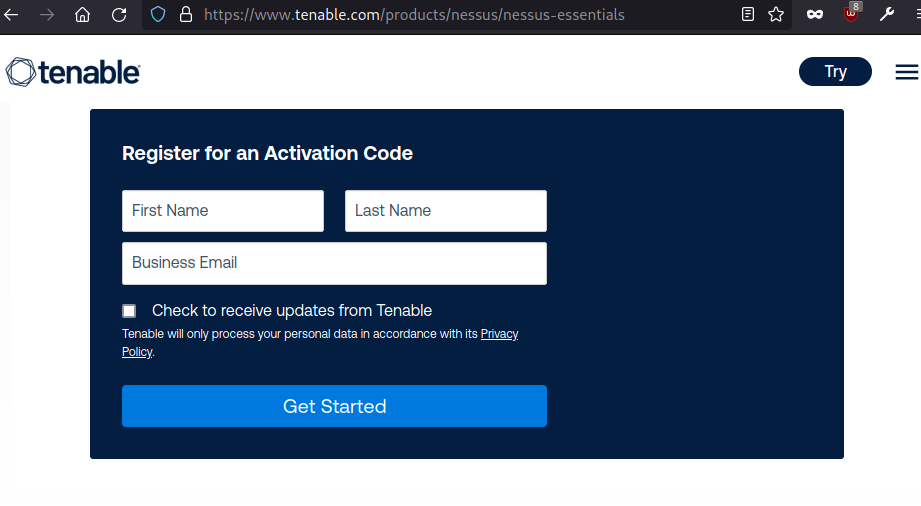 https://www.tenable.com/products/nessus/nessus-essentials
8
tenable
Try
Register for an Activation Code
First Name Last Name
Business Email
Check to receive updates from Tenable
Tenable will only process your personal data in accordance with its Privacy
Policy.
Get Started